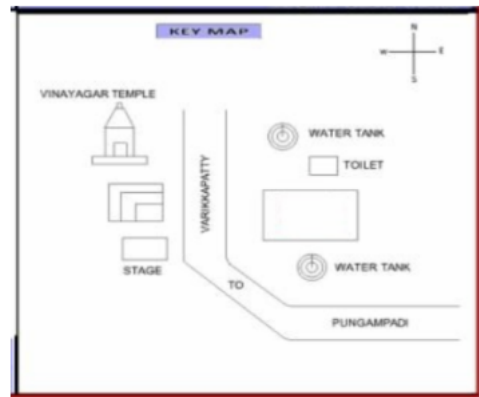 KEY MAP
N
W E
S
VINAYAGAR TEMPLE
WATER TANK
TOILET
VARIKKAPATTY
STAGE
WATER TANK
TO
PUNGAMPADI